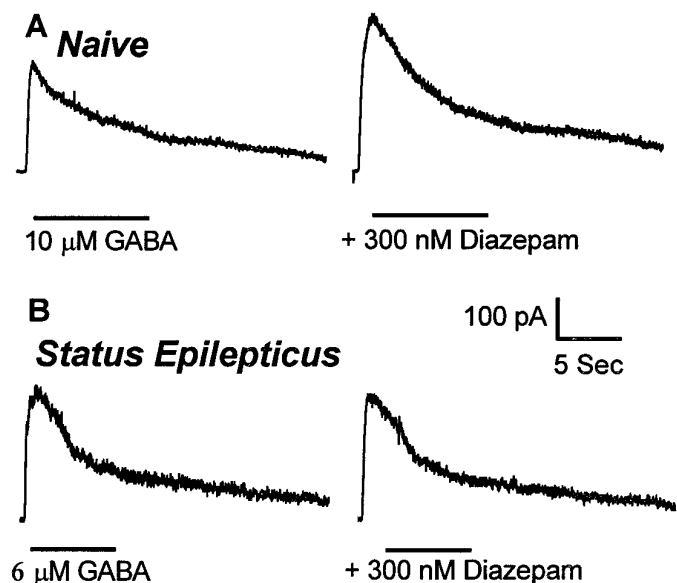 A
Naive
10 μM GABA
+ 300 nM Diazepam
B
Status Epilepticus
100 pA
5 Sec
6 μM GABA
+ 300 nM Diazepam